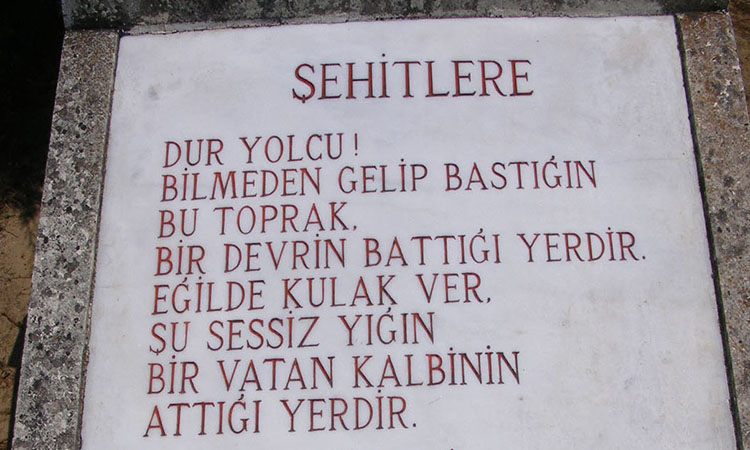 ŞEHİTLERE
DUR YOLCU!
BİLMEDEN GELİP BASTIĞIN
BU TOPRAK,
BİR DEVRİN BATTIĞI YERDİR.
EĞİLDE KULAK VER,
ŞU SESSİZ YIĞIN
BİR VATAN KALBİNİN
ATTIĞI YERDİR.